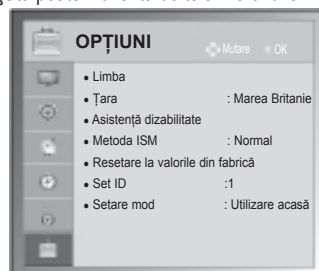 OPȚIUNI
Mutare OK
• Limba
• Țara : Marea Britanie
• Asistență dizabilitate
• Metoda ISM : Normal
• Resetare la valorile din fabrică
• Set ID :1
• Setare mod : Utilizare acasă